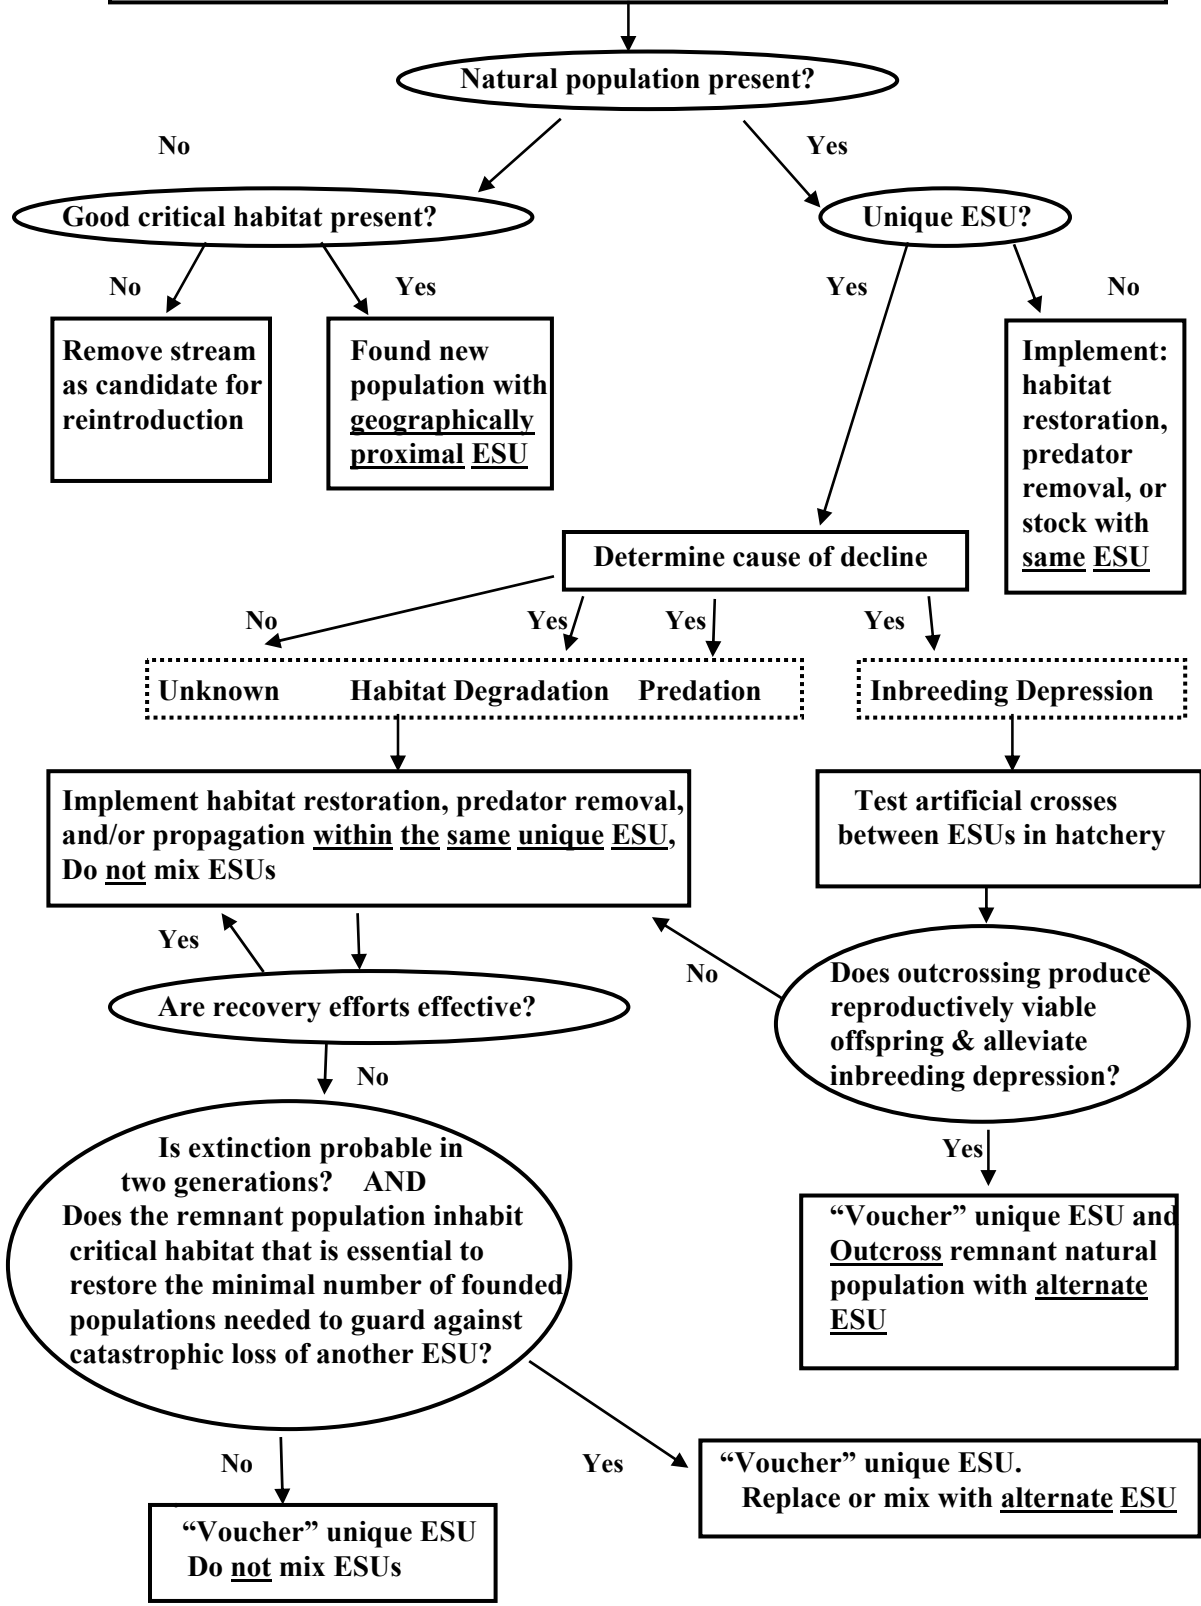 Natural population present?
No
Yes
Good critical habitat present?
Unique ESU?
No
Yes
Yes
No
Remove stream
as candidate for
reintroduction
Found new
population with
geographically
proximal ESU
Implement:
habitat
restoration,
predator
removal, or
stock with
same ESU
Determine cause of decline
No
Yes
Yes
Yes
Unknown
Habitat Degradation
Predation
Inbreeding Depression
Implement habitat restoration, predator removal,
and/or propagation within the same unique ESU,
Do not mix ESUs
Test artificial crosses
between ESUs in hatchery
Yes
No
Are recovery efforts effective?
Does outcrossing produce
reproductively viable
offspring & alleviate
inbreeding depression?
No
Yes
Is extinction probable in
two generations? AND
Does the remnant population inhabit
critical habitat that is essential to
restore the minimal number of founded
populations needed to guard against
catastrophic loss of another ESU?
“Voucher” unique ESU and
Outcross remnant natural
population with alternate
ESU
No
Yes
“Voucher” unique ESU.
Replace or mix with alternate ESU
“Voucher” unique ESU
Do not mix ESUs